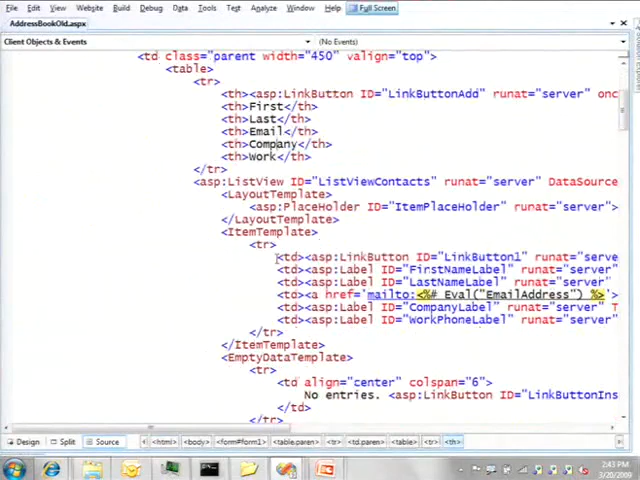 File Edit View Website Build Debug Data Tools Test Analyze Window Help Full Screen
AddressBookOld.aspx
Client Objects & Events (No Events)
<td class="parent width="450" valign="top">
<table>
<tr>
<th><asp:LinkButton ID="LinkButtonAdd" runat="server" onc
<th>First</th>
<th>Last</th>
<th>Email</th>
<th>Company</th>
<th>Work</th>
</tr>
<asp:ListView ID="ListViewContacts" runat="server" DataSource
<LayoutTemplate>
<asp:PlaceHolder ID="ItemPlaceHolder" runat="server">
</LayoutTemplate>
<ItemTemplate>
<tr>
<td><asp:LinkButton ID="LinkButton1" runat="serve
<td><asp:Label ID="FirstNameLabel" runat="server"
<td><asp:Label ID="LastNameLabel" runat="server"
<td><a href='mailto:<%# Eval("EmailAddress") %>'>
<td><asp:Label ID="CompanyLabel" runat="server" T
<td><asp:Label ID="WorkPhoneLabel" runat="server"
</tr>
</ItemTemplate>
<EmptyDataTemplate>
<tr>
<td align="center" colspan="6">
No entries. <asp:LinkButton ID="LinkButtonIns
</td>
</tr>
Design Split Source <html> <body> <form#form1> <table.paren> <tr> <td.paren> <table> <tr> <th>
2:43 PM
3/20/2009